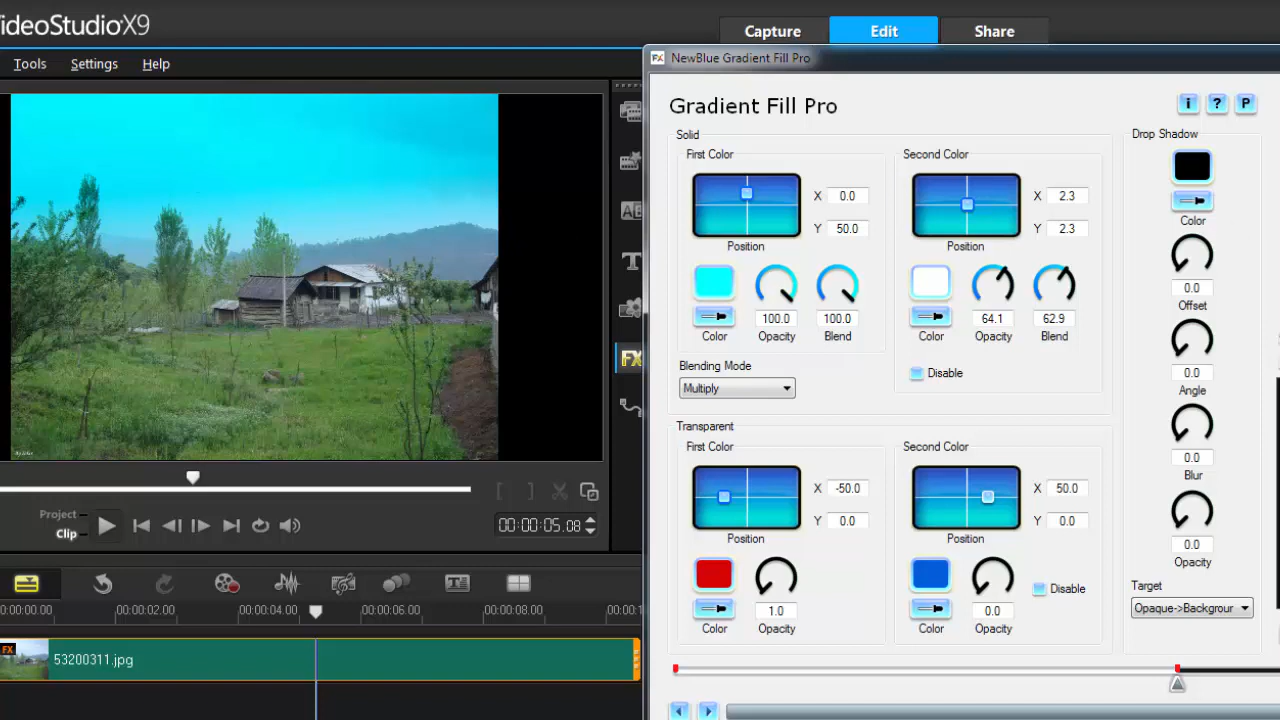 VideoStudio X9
Capture
Edit
Share
Tools
Settings
Help
FX
NewBlue Gradient Fill Pro
Gradient Fill Pro
i
?
P
Solid
First Color
X
0.0
Y
50.0
Position
Color
100.0
Opacity
100.0
Blend
Blending Mode
Multiply
Second Color
X
2.3
Y
2.3
Position
Color
64.1
Opacity
62.9
Blend
Disable
Transparent
First Color
X
-50.0
Y
0.0
Position
Color
1.0
Opacity
Second Color
X
50.0
Y
0.0
Position
Color
0.0
Opacity
Disable
Drop Shadow
Color
0.0
Offset
0.0
Angle
0.0
Blur
0.0
Opacity
Target
Opaque->Backgrour
AB
T
FX
Project
Clip
00:00:05.08
00:00:00.00
00:00:02.00
00:00:04.00
00:00:06.00
00:00:08.00
FX
53200311.jpg